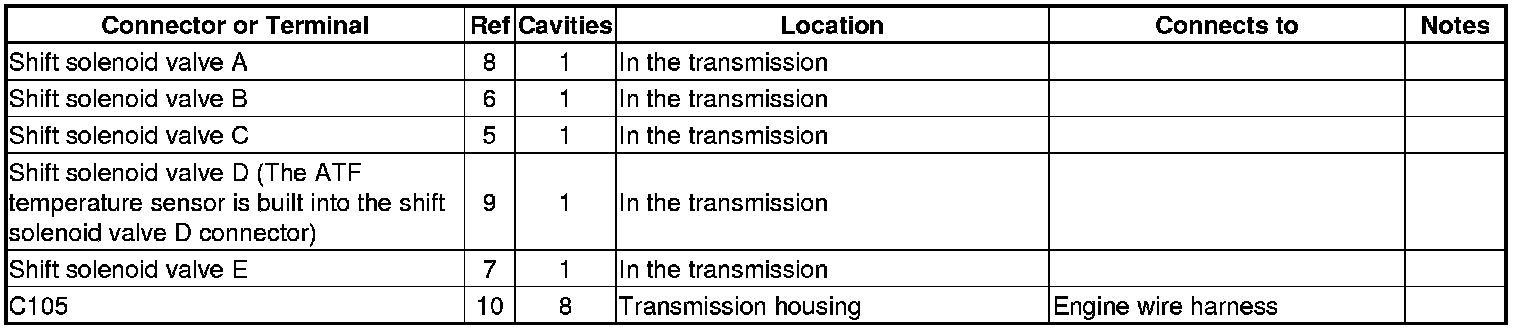 Connector or Terminal Ref Cavities Location Connects to Notes
Shift solenoid valve A 8 1 In the transmission
Shift solenoid valve B 6 1 In the transmission
Shift solenoid valve C 5 1 In the transmission
Shift solenoid valve D (The ATF
temperature sensor is built into the shift 9 1 In the transmission
solenoid valve D connector)
Shift solenoid valve E 7 1 In the transmission
C105 10 8 Transmission housing Engine wire harness